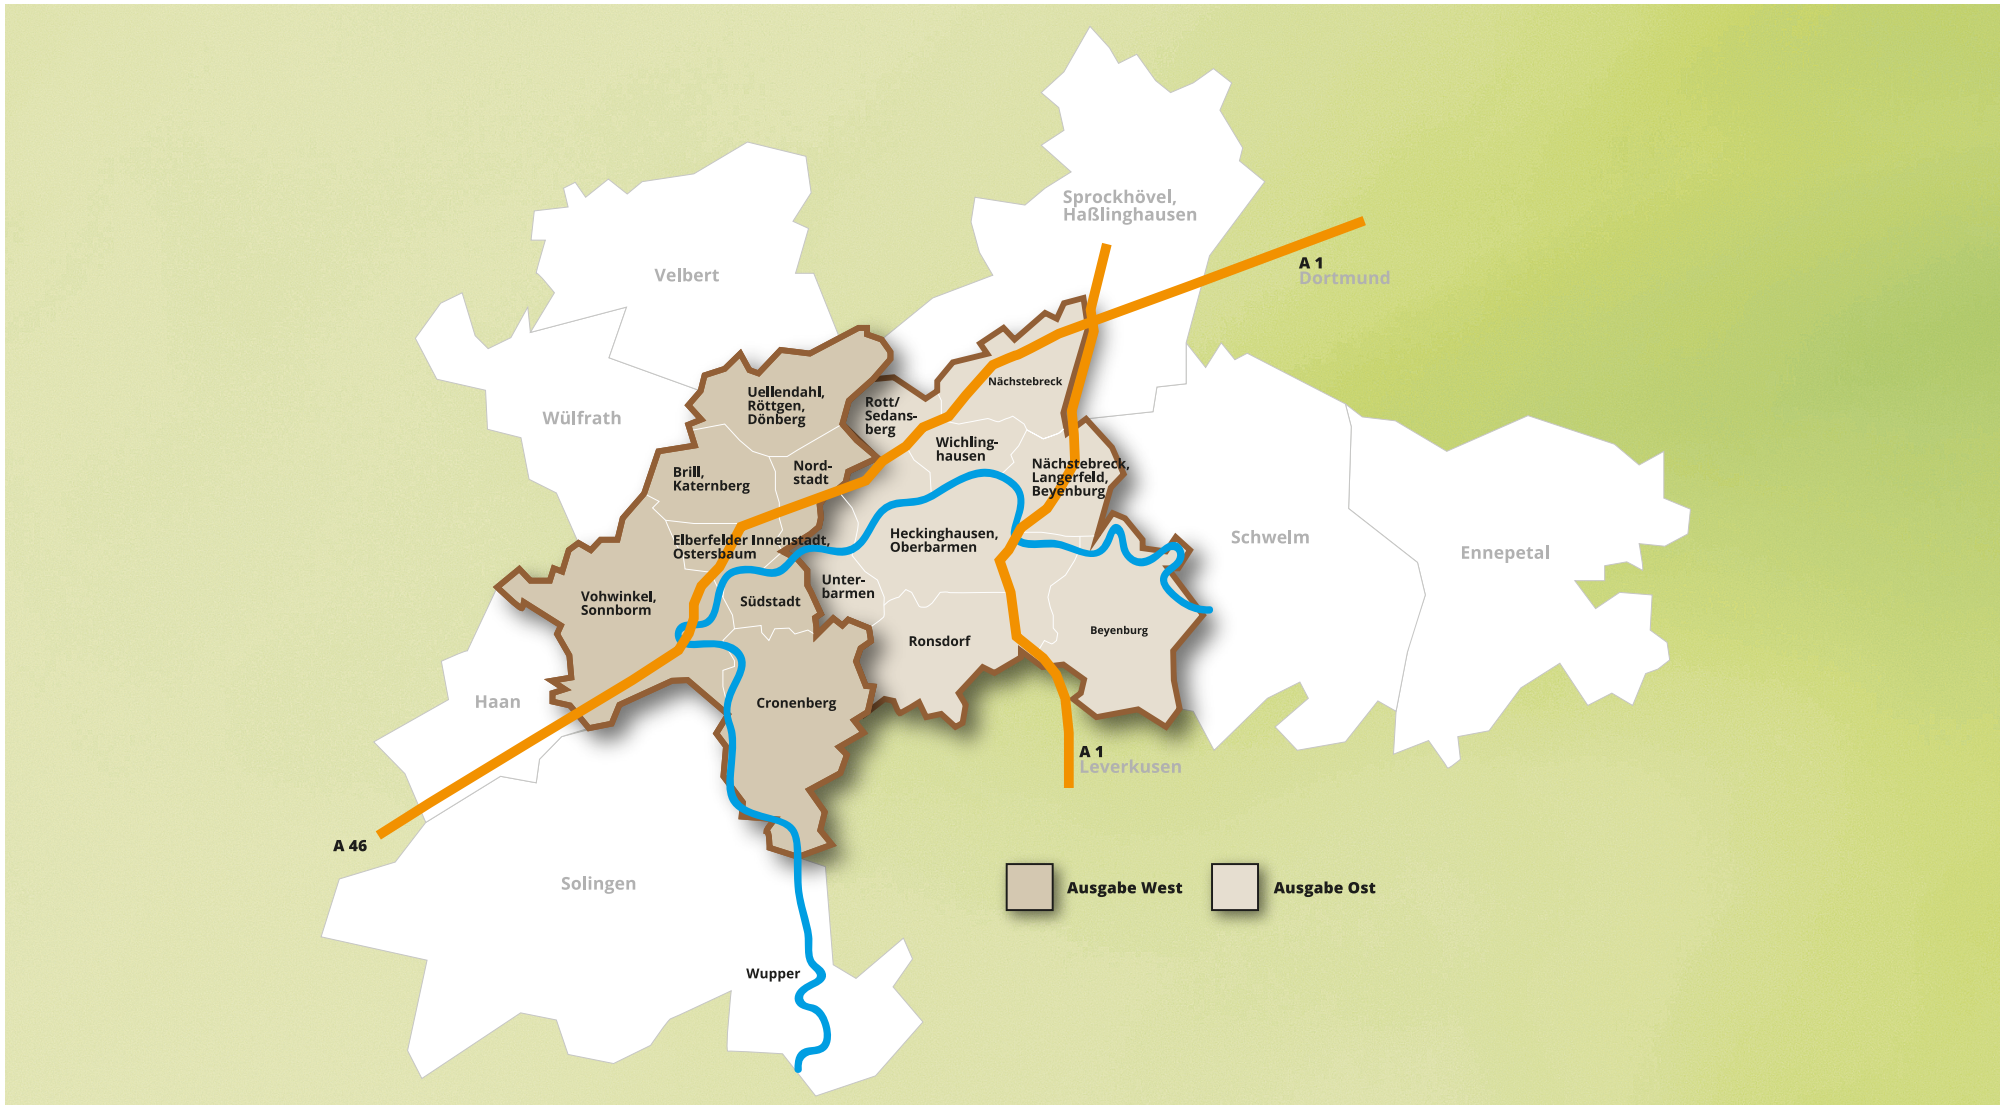 Sprockhövel,
Haßlinghausen
A 1
Dortmund
Velbert
Wülfrath
Uellendahl,
Röttgen,
Dönberg
Rott/
Sedans-
berg
Nächstebreck
Wichling-
hausen
Brill,
Katernberg
Nord-
stadt
Nächstebreck,
Langerfeld,
Beyenburg
Elberfelder Innenstadt,
Ostersbaum
Heckinghausen,
Oberbarmen
Schwelm
Ennepetal
Vohwinkel,
Sonnborm
Südstadt
Unter-
barmen
Ronsdorf
Beyenburg
Haan
Cronenberg
A 1
Leverkusen
A 46
Solingen
Ausgabe West
Ausgabe Ost
Wupper